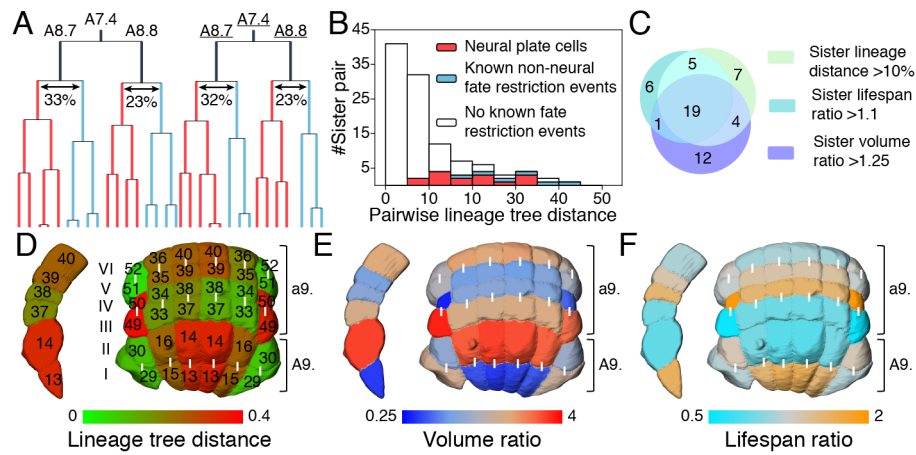 A
A7.4
A8.7
A8.8
33%
23%
A7.4
A8.7
A8.8
32%
23%
B
#Sister pair
45
35
25
15
5
0
10
10
20
30
40
50
Pairwise lineage tree distance
Neural plate cells
Known non-neural
fate restriction events
No known fate
restriction events
C
5
7
6
19
1
4
12
Sister lineage
distance >10%
Sister lifespan
ratio >1.1
Sister volume
ratio >1.25
D
40
39
38
37
14
13
VI
V
IV
III
II
I
36 40 40 36
52 35 39 39 35 52
51 34 38 38 34 51
50 33 37 37 33 50
49 14 14 49
30 16 16 30
29 15 13 13 15 29
a9.
A9.
0
0.4
Lineage tree distance
E
a9.
A9.
0.25
4
Volume ratio
F
a9.
A9.
0.5
2
Lifespan ratio